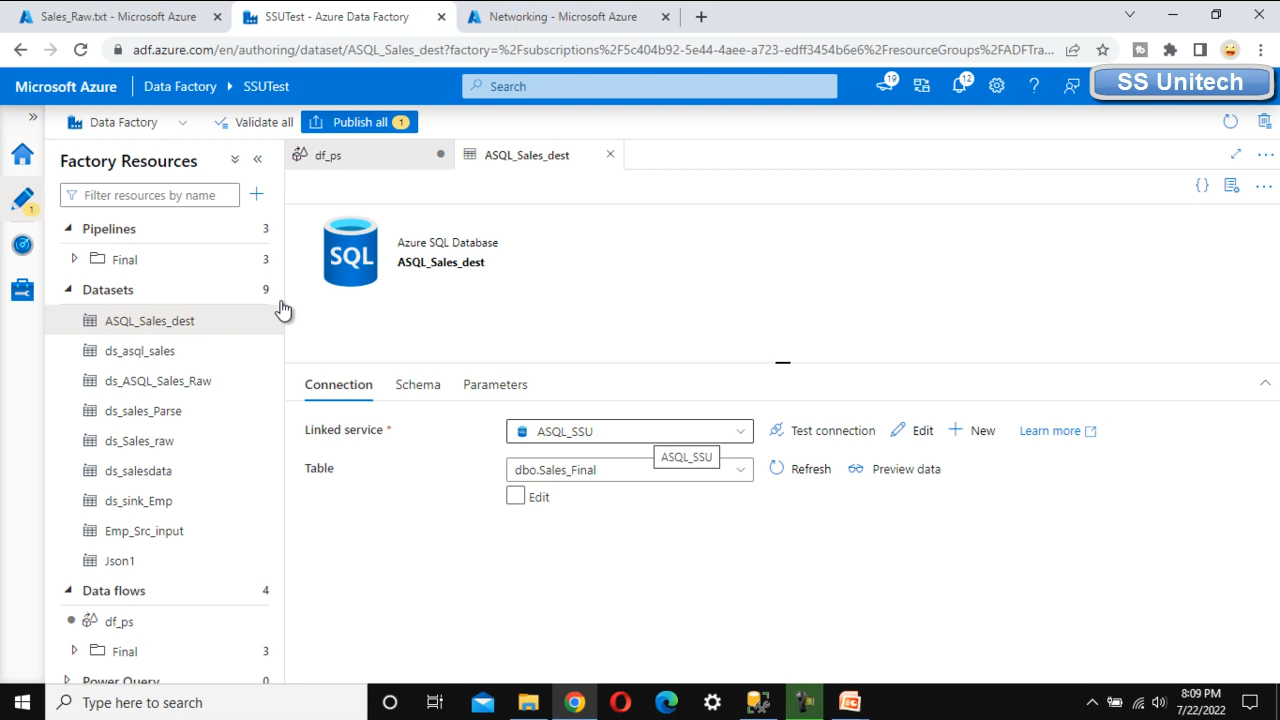 Sales_Raw.txt - Microsoft Azure
SSUTest - Azure Data Factory
Networking - Microsoft Azure
adf.azure.com/en/authoring/dataset/ASQL_Sales_dest?factory=%2Fsubscriptions%2F5c404b92-5e44-4aee-a723-edff3454b6e6%2FresourceGroups%2FADFTra...
Microsoft Azure
Data Factory
SSUTest
Search
19
12
SS Unitech
Data Factory
Validate all
Publish all 1
Factory Resources
df_ps
ASQL_Sales_dest
Filter resources by name
1
Pipelines 3
Final 3
Datasets 9
ASQL_Sales_dest
ds_asql_sales
ds_ASQL_Sales_Raw
ds_sales_Parse
ds_Sales_raw
ds_salesdata
ds_sink_Emp
Emp_Src_input
Json1
Data flows 4
df_ps
Final 3
Power Query 0
SQL
Azure SQL Database
ASQL_Sales_dest
Connection
Schema
Parameters
Linked service *
ASQL_SSU
Test connection
Edit
New
Learn more
ASQL_SSU
Table
dbo.Sales_Final
Refresh
Preview data
Edit
Type here to search
8:09 PM
7/22/2022